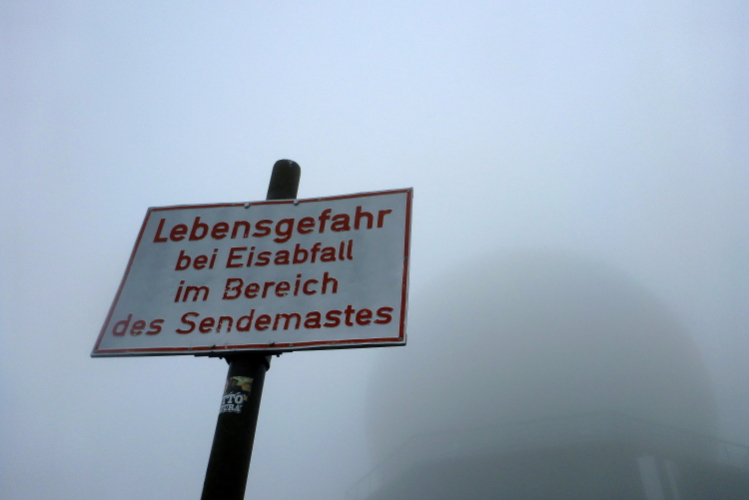 Lebensgefahr
bei Eisabfall
im Bereich
des Sendemastes